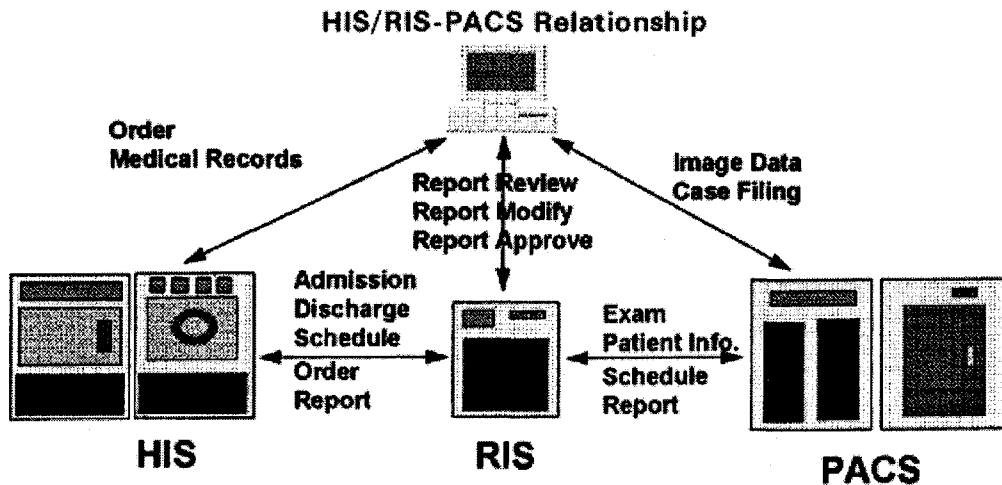 HIS/RIS-PACS Relationship
Order
Medical Records
Report Review
Report Modify
Report Approve
Image Data
Case Filing
Admission
Discharge
Schedule
Order
Report
Exam
Patient Info.
Schedule
Report
HIS
RIS
PACS